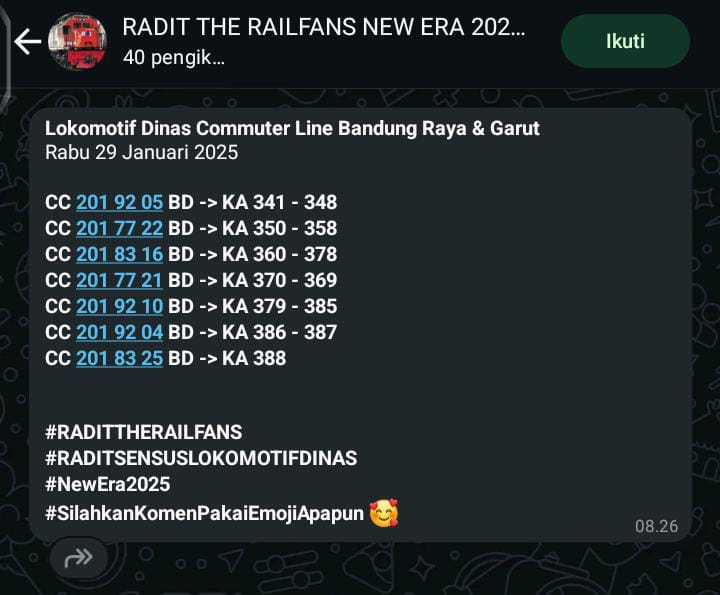 RADIT THE RAILFANS NEW ERA 202...
40 pengik...
Ikuti
Lokomotif Dinas Commuter Line Bandung Raya & Garut
Rabu 29 Januari 2025
CC 201 92 05 BD -> KA 341 - 348
CC 201 77 22 BD -> KA 350 - 358
CC 201 83 16 BD -> KA 360 - 378
CC 201 77 21 BD -> KA 370 - 369
CC 201 92 10 BD -> KA 379 - 385
CC 201 92 04 BD -> KA 386 - 387
CC 201 83 25 BD -> KA 388
#RADITTHERAILFANS
#RADITSENSUSLOKOMOTIFDINAS
#NewEra2025
#SilahkanKomenPakaiEmojiApapun 🥰
08.26